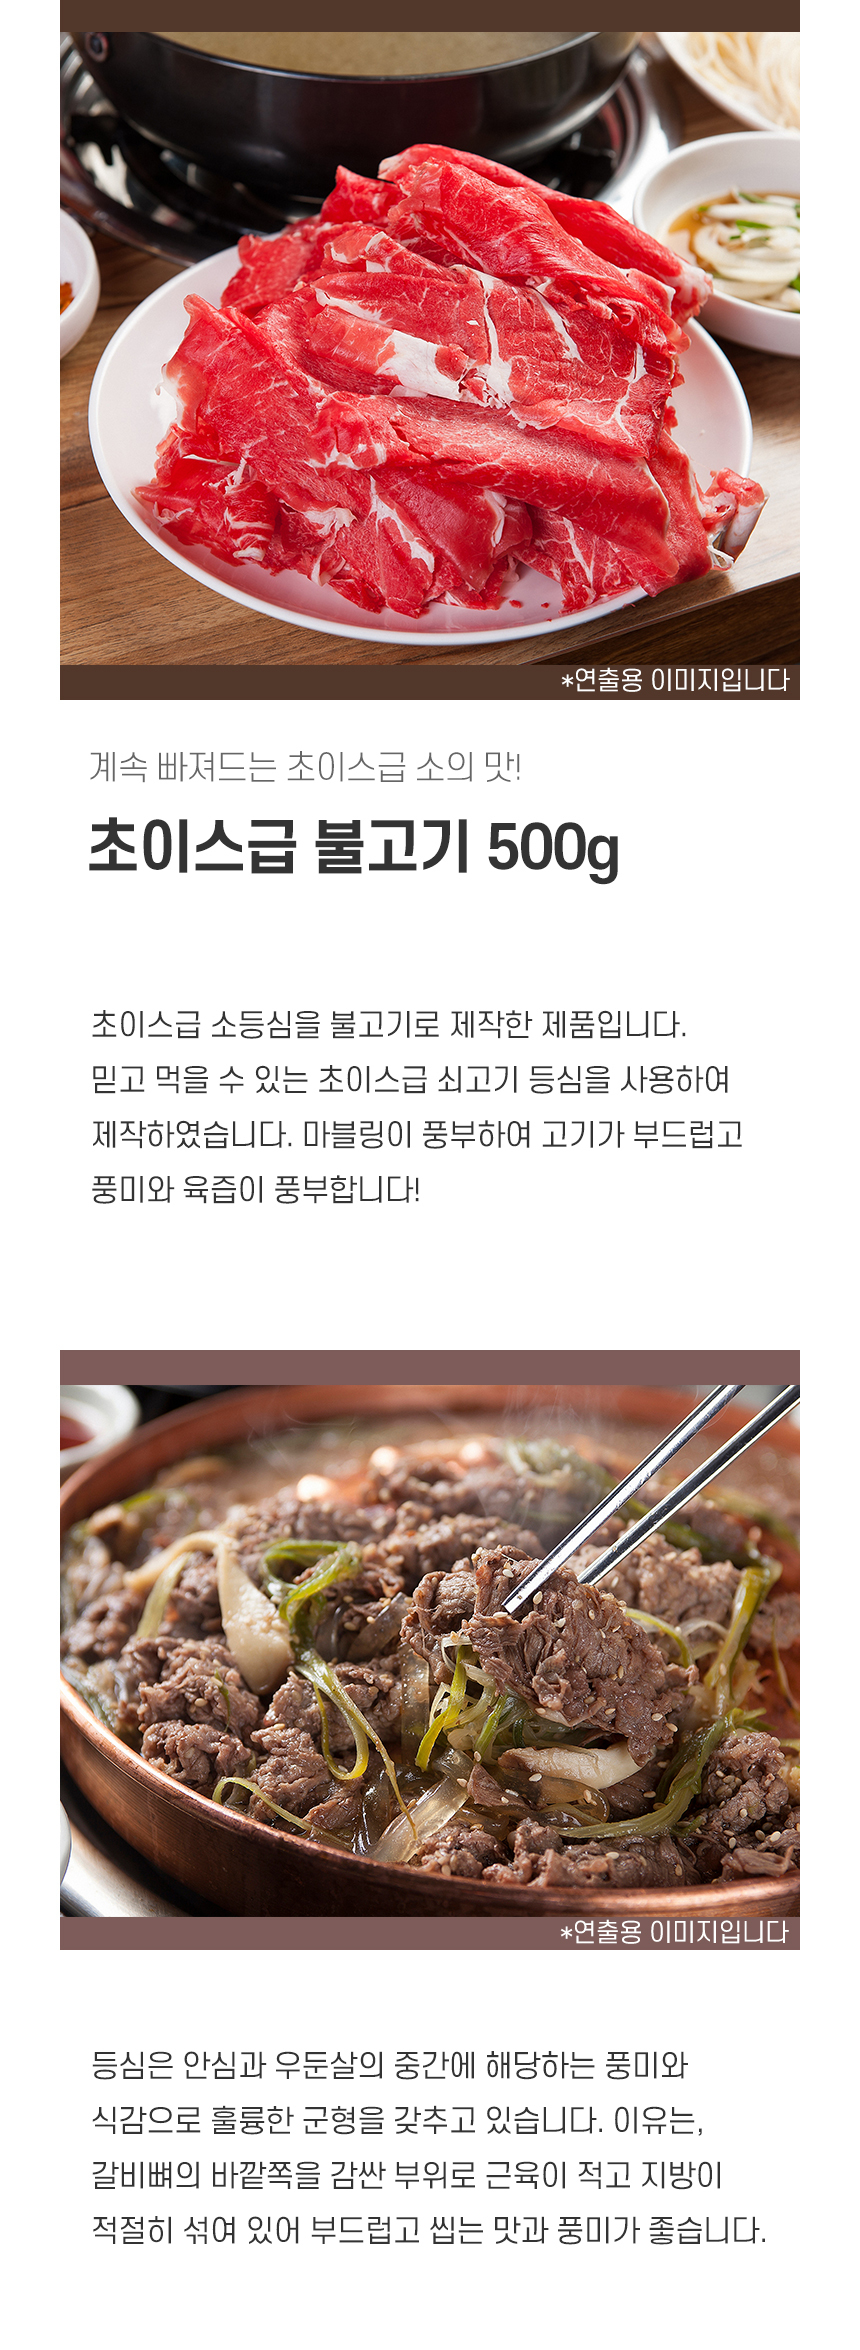 *연출용 이미지입니다
계속 빠져드는 초이스급 소의 맛!
초이스급 불고기 500g
초이스급 소등심을 불고기로 제작한 제품입니다.
믿고 먹을 수 있는 초이스급 쇠고기 등심을 사용하여
제작하였습니다. 마블링이 풍부하여 고기가 부드럽고
풍미와 육즙이 풍부합니다!
*연출용 이미지입니다
등심은 안심과 우둔살의 중간에 해당하는 풍미와
식감으로 훌륭한 군형을 갖추고 있습니다. 이유는,
갈비뼈의 바깥쪽을 감싼 부위로 근육이 적고 지방이
적절히 섞여 있어 부드럽고 씹는 맛과 풍미가 좋습니다.